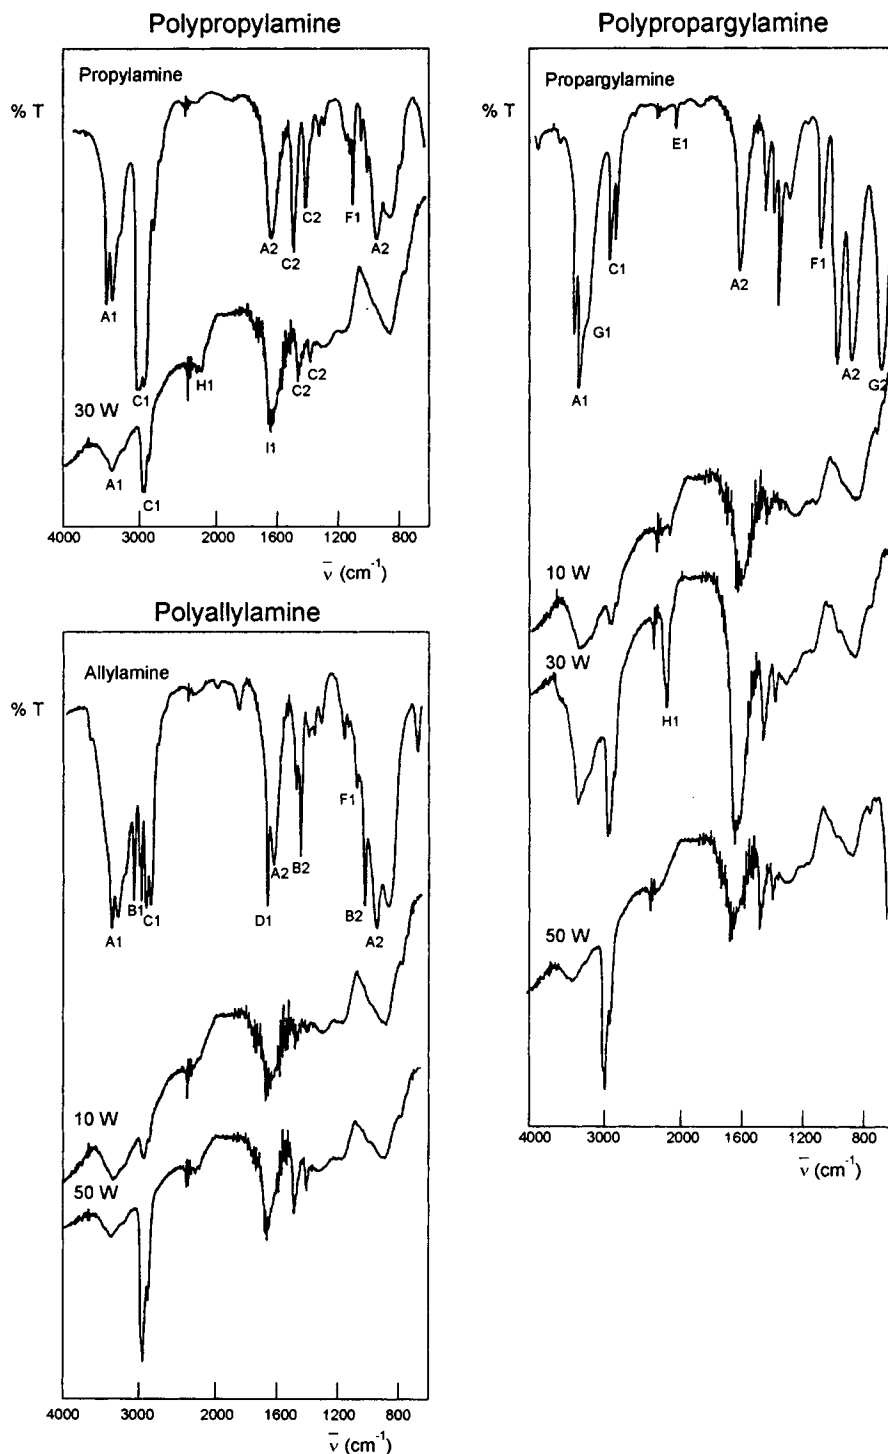 Polypropylamine
Propylamine
% T
A1
C1
A2
C2
C2
F1
A2
30 W
H1
C2
C2
I1
A1
C1
4000 3000 2000 1600 1200 800
ν̅ (cm⁻¹)
Polyallylamine
Allylamine
% T
A1
B1
C1
D1
A2
B2
F1
B2
A2
10 W
50 W
4000 3000 2000 1600 1200 800
ν̅ (cm⁻¹)
Polypropargylamine
Propargylamine
% T
E1
C1
A2
F1
G1
A1
A2
G2
10 W
30 W
H1
50 W
4000 3000 2000 1600 1200 800
ν̅ (cm⁻¹)